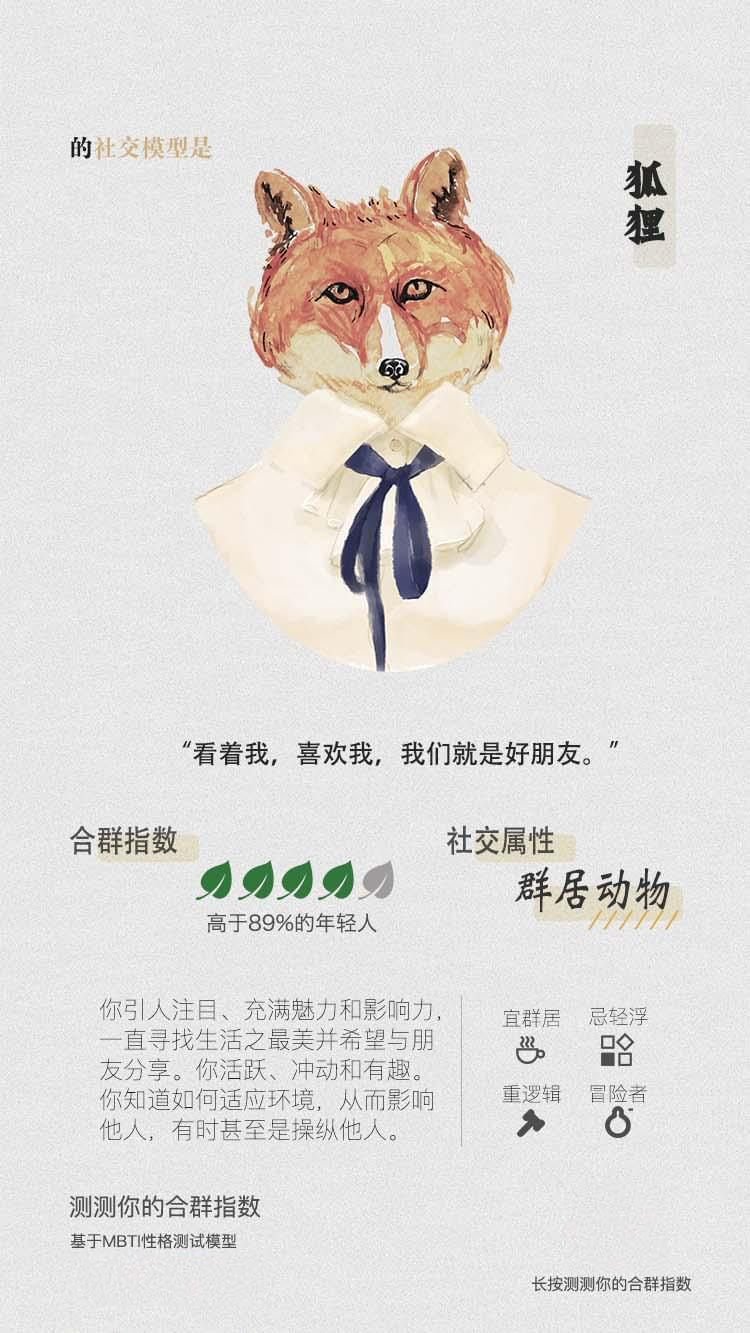 的社交模型是
狐狸
“看着我，喜欢我，我们就是好朋友。”
合群指数
高于89%的年轻人
社交属性
群居动物
你引人注目、充满魅力和影响力，
一直寻找生活之最美并希望与朋
友分享。你活跃、冲动和有趣。
你知道如何适应环境，从而影响
他人，有时甚至是操纵他人。
宜群居 忌轻浮
重逻辑 冒险者
测测你的合群指数
基于MBTI性格测试模型
长按测测你的合群指数